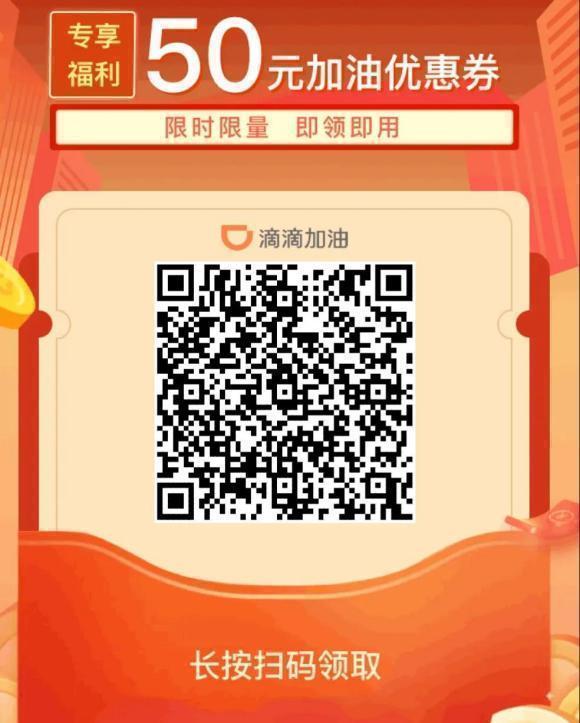 专享
福利
50元加油优惠券
限时限量 即领即用
滴滴加油
长按扫码领取